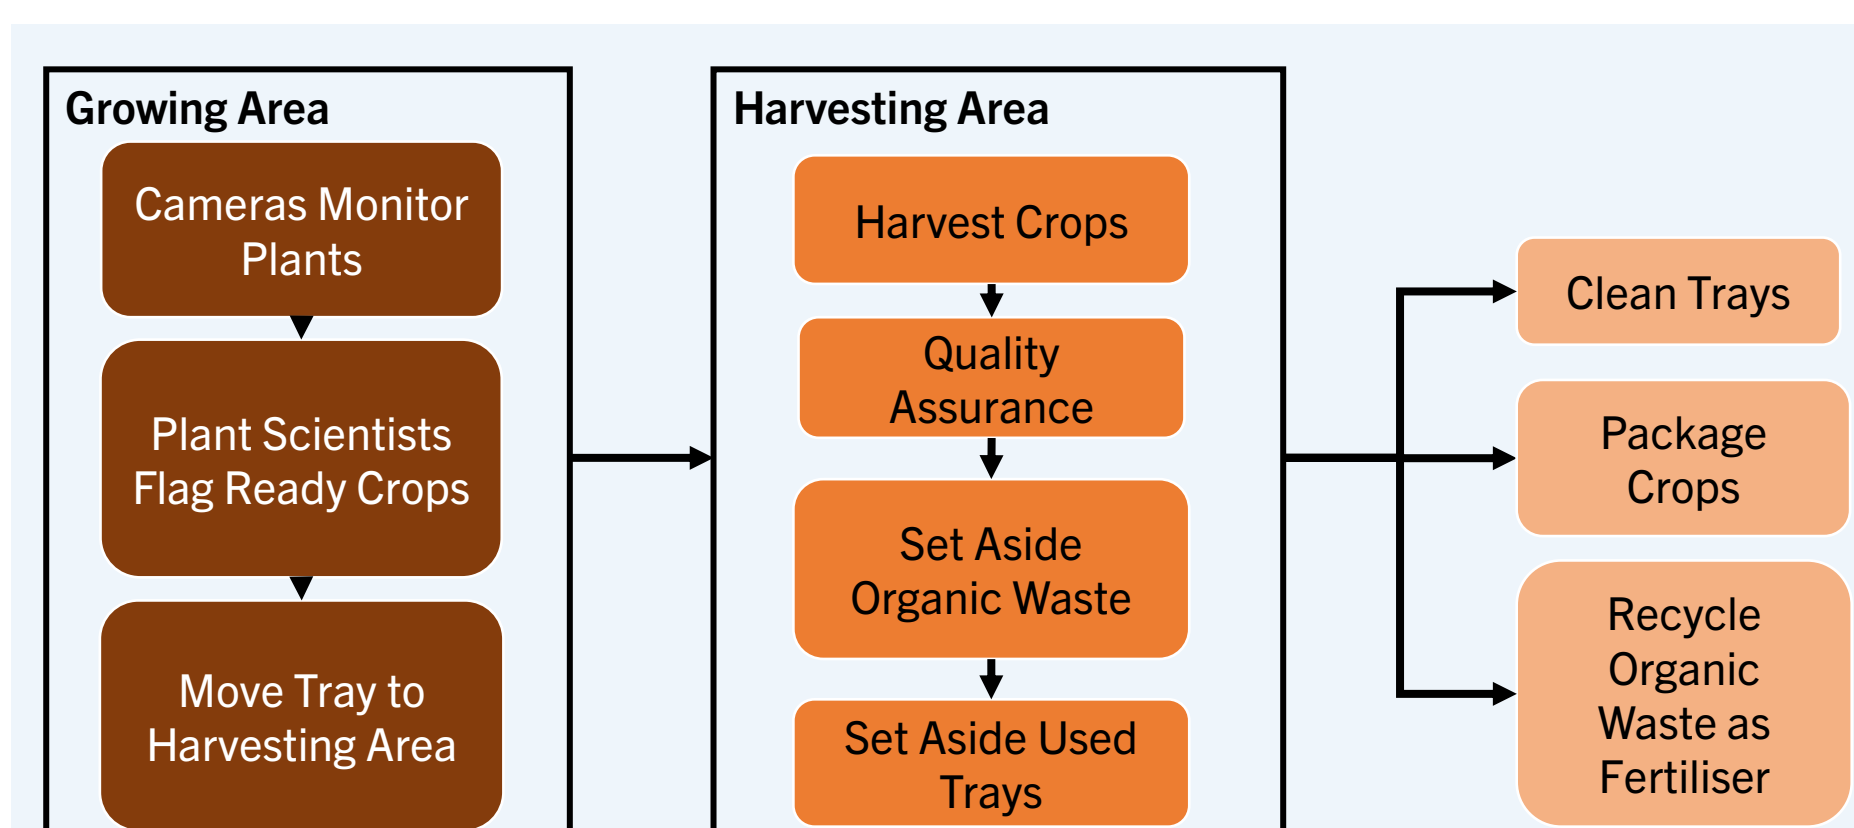 Growing Area
Cameras Monitor
Plants
Plant Scientists
Flag Ready Crops
Move Tray to
Harvesting Area
Harvesting Area
Harvest Crops
Quality
Assurance
Set Aside
Organic Waste
Set Aside Used
Trays
Clean Trays
Package
Crops
Recycle
Organic
Waste as
Fertiliser